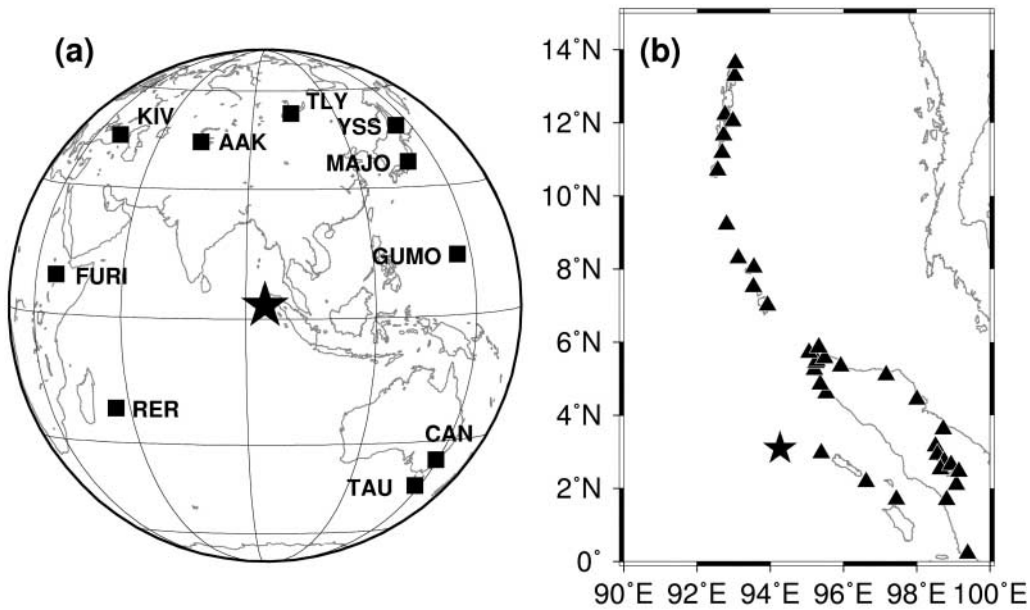 (a)
KIV
TLY
YSS
AAK
MAJO
GUMO
FURI
RER
CAN
TAU
(b)
14°N
12°N
10°N
8°N
6°N
4°N
2°N
0°
90°E 92°E 94°E 96°E 98°E 100°E